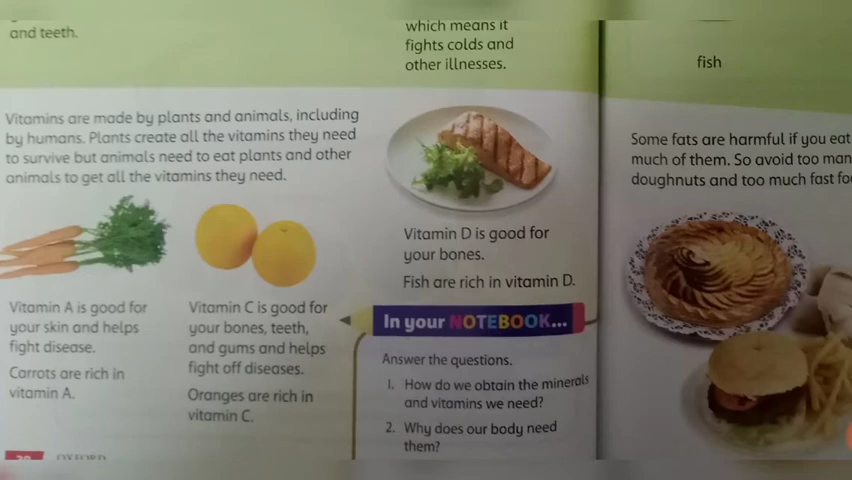 and teeth.
which means it
fights colds and
other illnesses.
Vitamins are made by plants and animals, including
by humans. Plants create all the vitamins they need
to survive but animals need to eat plants and other
animals to get all the vitamins they need.
Vitamin A is good for
your skin and helps
fight disease.
Carrots are rich in
vitamin A.
Vitamin C is good for
your bones, teeth,
and gums and helps
fight off diseases.
Oranges are rich in
vitamin C.
Vitamin D is good for
your bones.
Fish are rich in vitamin D.
In your NOTEBOOK...
Answer the questions.
1. How do we obtain the minerals
and vitamins we need?
2. Why does our body need
them?
OXFORD
fish
Some fats are harmful if you eat
much of them. So avoid too man
doughnuts and too much fast fo